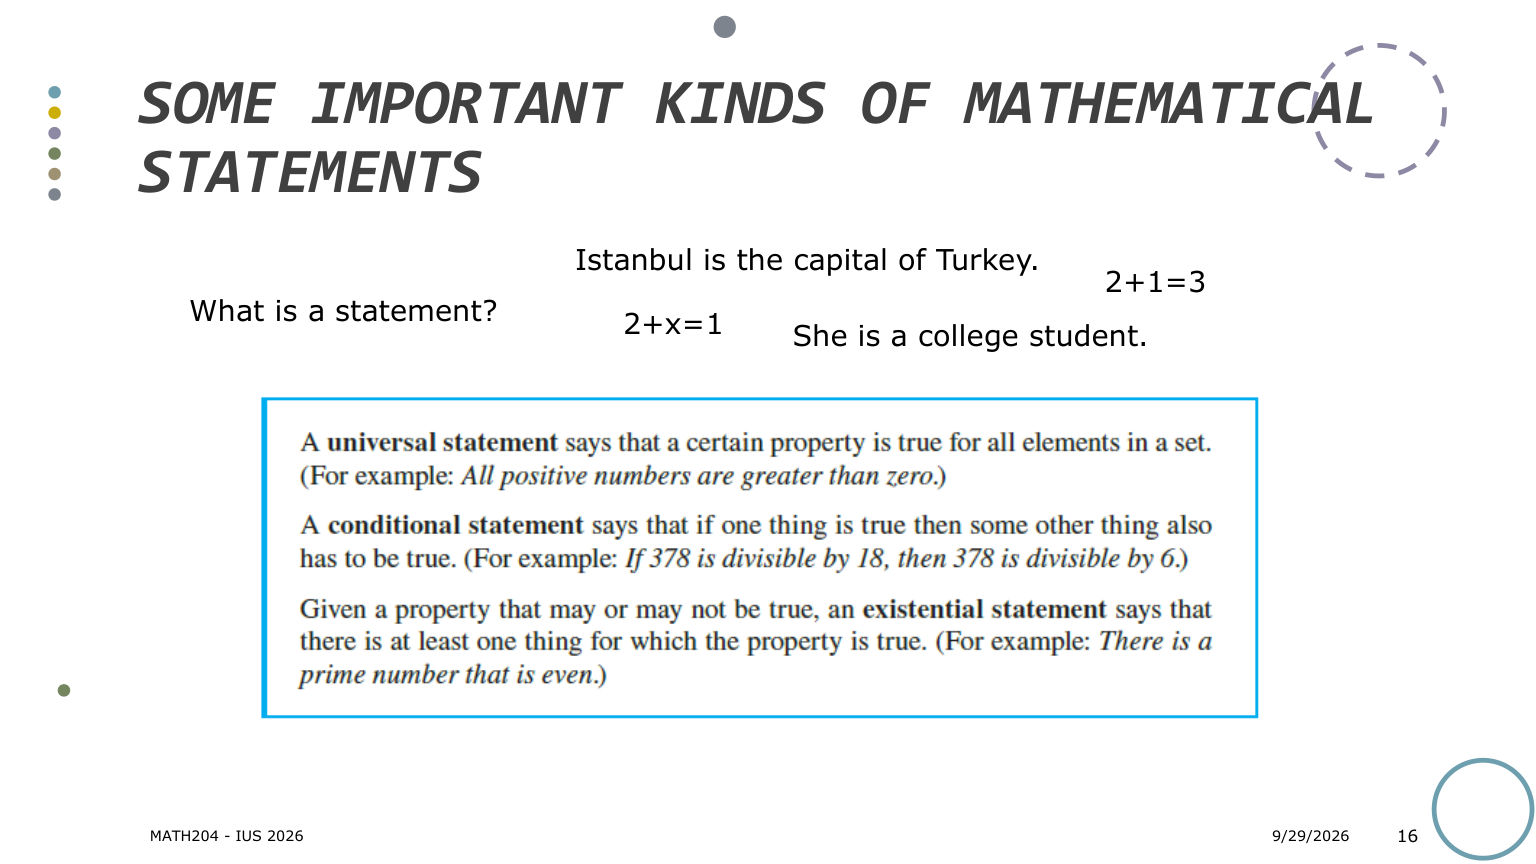 SOME IMPORTANT KINDS OF MATHEMATICAL
STATEMENTS
Istanbul is the capital of Turkey.
2+1=3
What is a statement?
2+x=1
She is a college student.
A universal statement says that a certain property is true for all elements in a set.
(For example: All positive numbers are greater than zero.)
A conditional statement says that if one thing is true then some other thing also
has to be true. (For example: If 378 is divisible by 18, then 378 is divisible by 6.)
Given a property that may or may not be true, an existential statement says that
there is at least one thing for which the property is true. (For example: There is a
prime number that is even.)
MATH204 - IUS 2026
9/29/2026
16